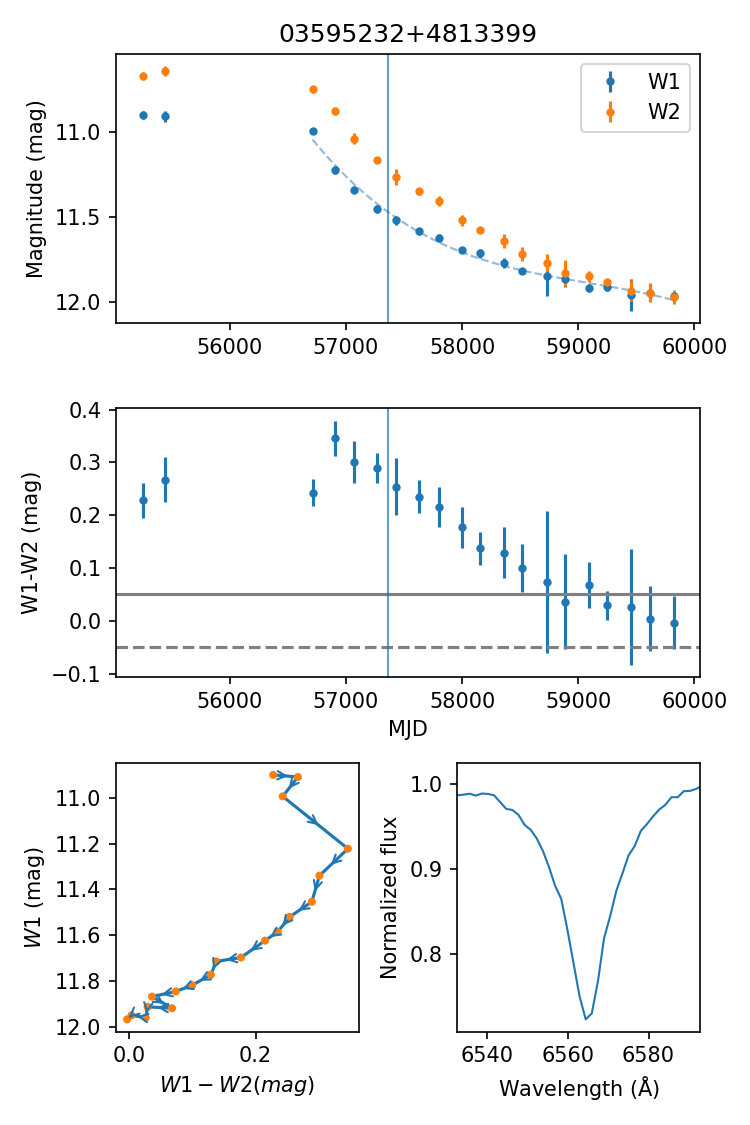 03595232+4813399
W1
W2
Magnitude (mag)
11.0
11.5
12.0
56000 57000 58000 59000 60000
W1-W2 (mag)
0.4
0.3
0.2
0.1
0.0
−0.1
56000 57000 58000 59000 60000
MJD
W1 (mag)
11.0
11.2
11.4
11.6
11.8
12.0
0.0 0.2
W1 − W2(mag)
Normalized flux
1.0
0.9
0.8
6540 6560 6580
Wavelength (Å)